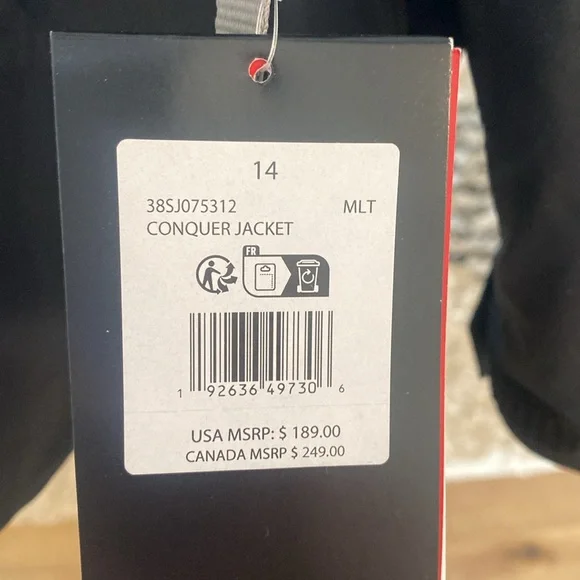 14
38SJ075312 MLT
CONQUER JACKET
FR
1 92636 49730 6
USA MSRP: $ 189.00
CANADA MSRP $ 249.00